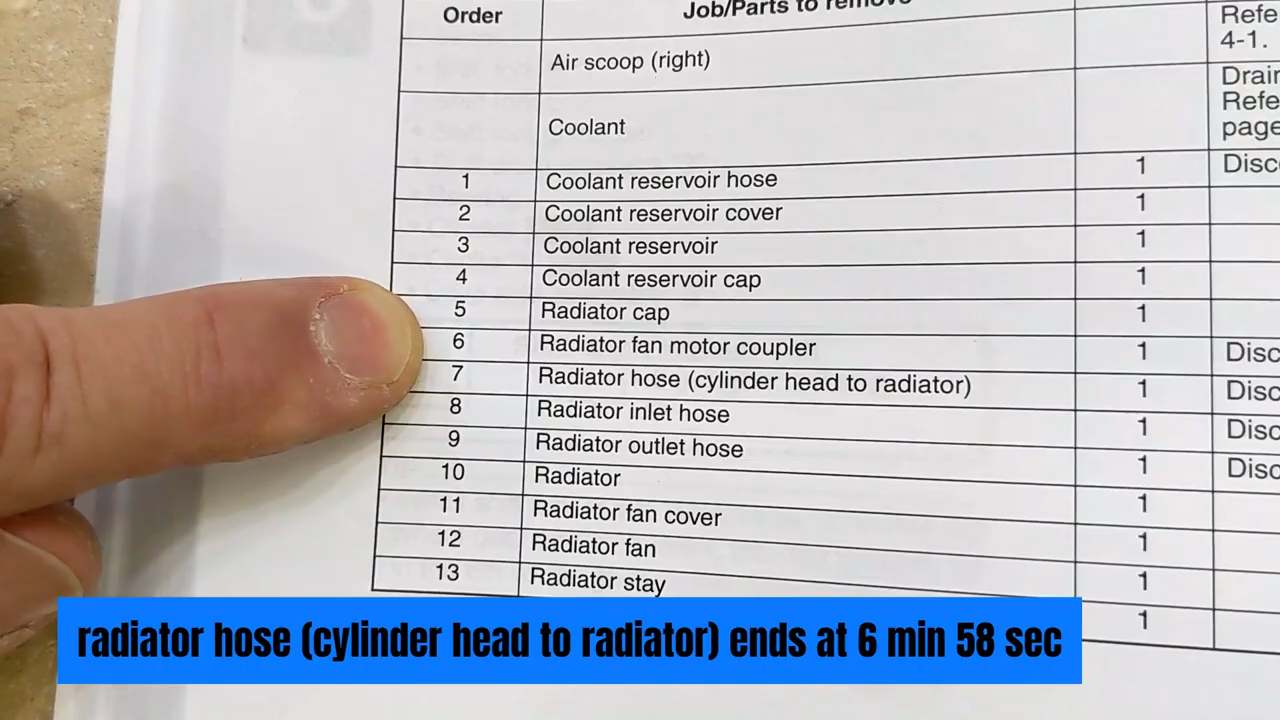 Order Job/Parts to remove
Refe
Air scoop (right) 4-1.
Drain
Refe
Coolant page
1 Coolant reservoir hose 1 Disc
2 Coolant reservoir cover 1
3 Coolant reservoir 1
4 Coolant reservoir cap 1
5 Radiator cap 1
6 Radiator fan motor coupler 1 Disc
7 Radiator hose (cylinder head to radiator) 1 Disc
8 Radiator inlet hose 1 Disc
9 Radiator outlet hose 1 Disc
10 Radiator 1
11 Radiator fan cover 1
12 Radiator fan 1
13 Radiator stay 1
radiator hose (cylinder head to radiator) ends at 6 min 58 sec